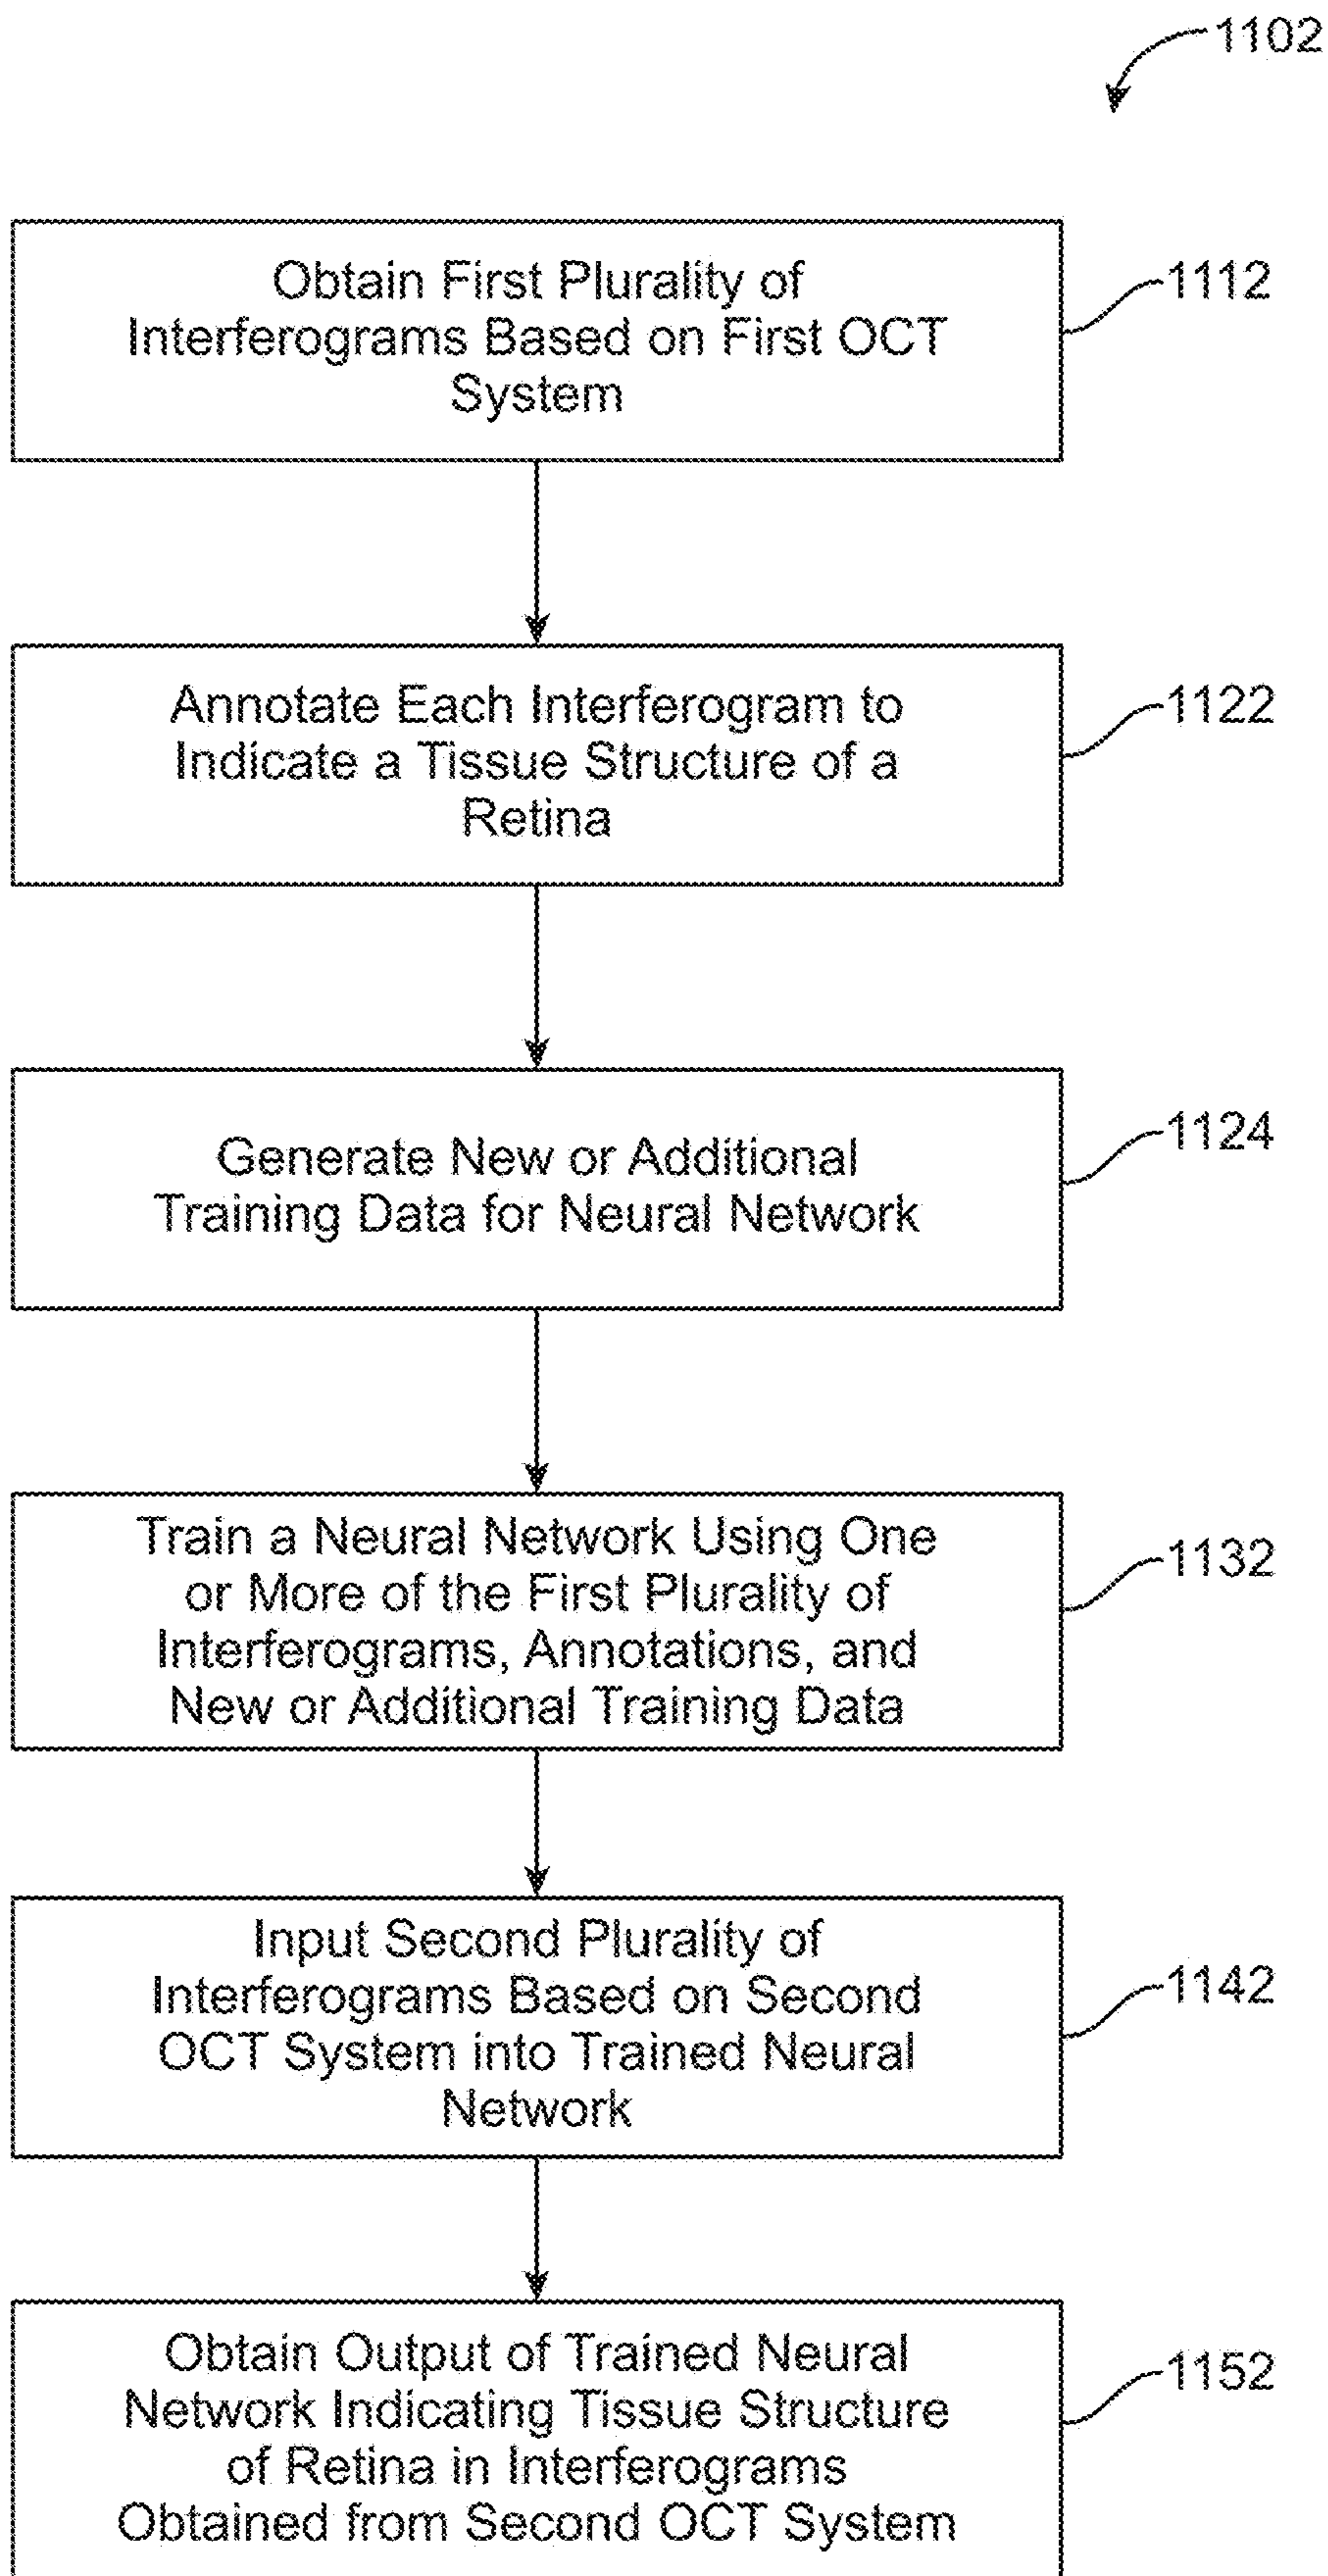 1102
Obtain First Plurality of
Interferograms Based on First OCT
System
1112
Annotate Each Interferogram to
Indicate a Tissue Structure of a
Retina
1122
Generate New or Additional
Training Data for Neural Network
1124
Train a Neural Network Using One
or More of the First Plurality of
Interferograms, Annotations, and
New or Additional Training Data
1132
Input Second Plurality of
Interferograms Based on Second
OCT System into Trained Neural
Network
1142
Obtain Output of Trained Neural
Network Indicating Tissue Structure
of Retina in Interferograms
Obtained from Second OCT System
1152